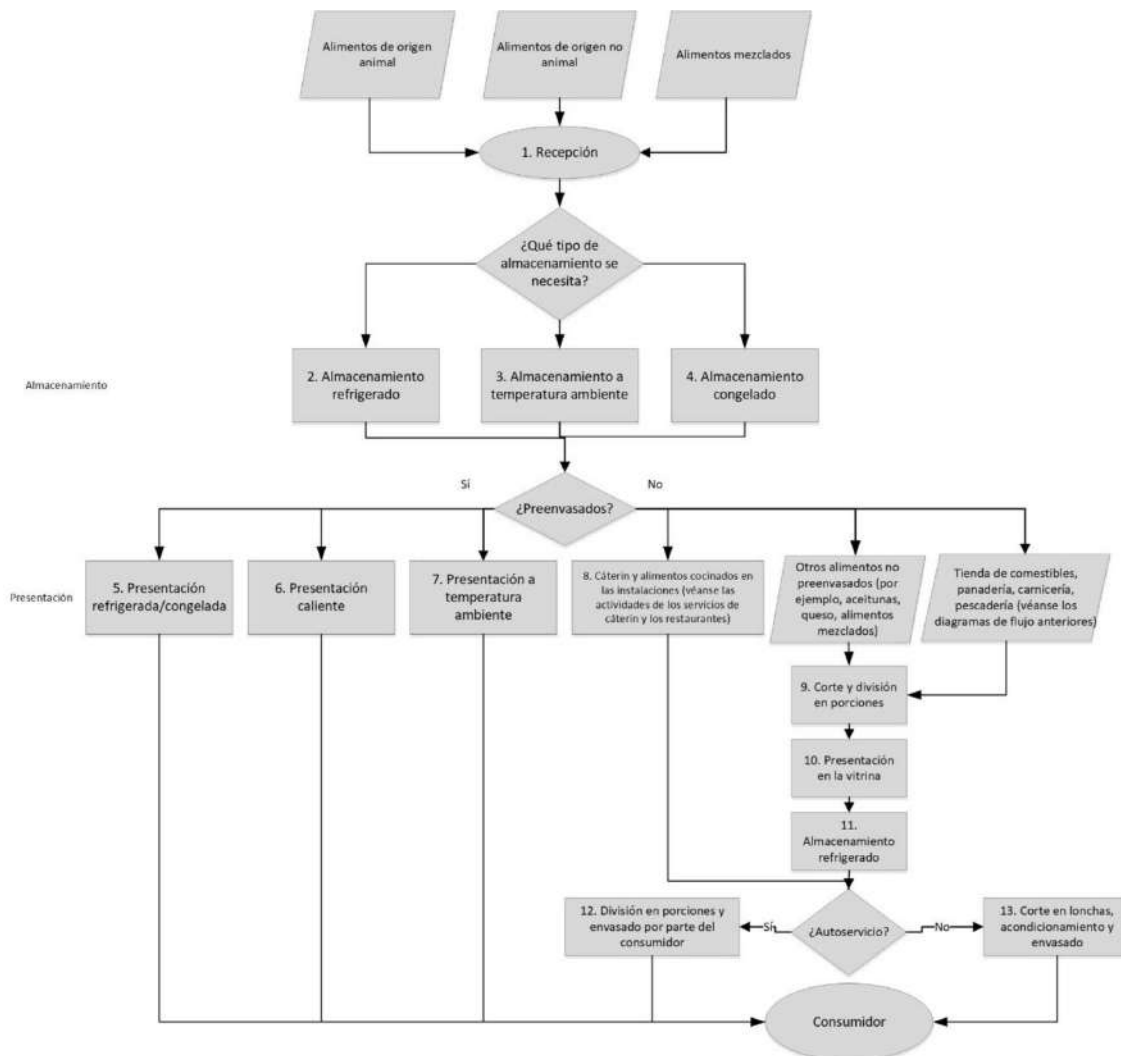 Alimentos de origen
animal
Alimentos de origen no
animal
Alimentos mezclados
1. Recepción
¿Qué tipo de
almacenamiento se
necesita?
Almacenamiento
2. Almacenamiento
refrigerado
3. Almacenamiento a
temperatura ambiente
4. Almacenamiento
congelado
Sí
No
¿Preenvasados?
Presentación
5. Presentación
refrigerada/congelada
6. Presentación
caliente
7. Presentación a
temperatura
ambiente
8. Cáterin y alimentos cocinados en
las instalaciones (véanse las
actividades de los servicios de
cáterin y los restaurantes)
Otros alimentos no
preenvasados (por
ejemplo, aceitunas,
queso, alimentos
mezclados)
Tienda de comestibles,
panadería, carnicería,
pescadería (véanse los
diagramas de flujo anteriores)
9. Corte y división
en porciones
10. Presentación
en la vitrina
11.
Almacenamiento
refrigerado
12. División en porciones y
envasado por parte del
consumidor
Sí
¿Autoservicio?
No
13. Corte en lonchas,
acondicionamiento y
envasado
Consumidor